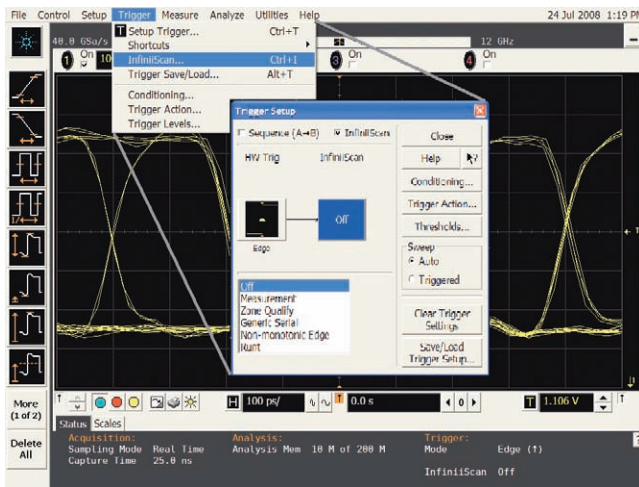 File Control Setup Trigger Measure Analyze Utilities Help 24 Jul 2008 1:19 PM
40.0 GSa/s 12 GHz
Setup Trigger... Ctrl+T
Shortcuts
InfiniiScan... Ctrl+I
Trigger Save/Load... Alt+T
Conditioning...
Trigger Action...
Trigger Levels...
1 On
3 On
4 On
Trigger Setup
Sequence (A→B) InfiniiScan
HW Trig InfiniiScan
Edge
Off
Close
Help
Conditioning...
Trigger Action...
Thresholds...
Sweep
Auto
Triggered
Clear Trigger
Settings
Save/Load
Trigger Setup...
Off
Measurement
Zone Qualify
Generic Serial
Non-monotonic Edge
Runt
More
(1 of 2)
Delete
All
H 100 ps/ 0.0 s 0 T 1.106 V
Status Scales
Acquisition: Analysis: Trigger:
Sampling Mode Real Time Analysis Mem 10 M of 200 M Mode Edge (↑)
Capture Time 25.0 ns
InfiniiScan Off